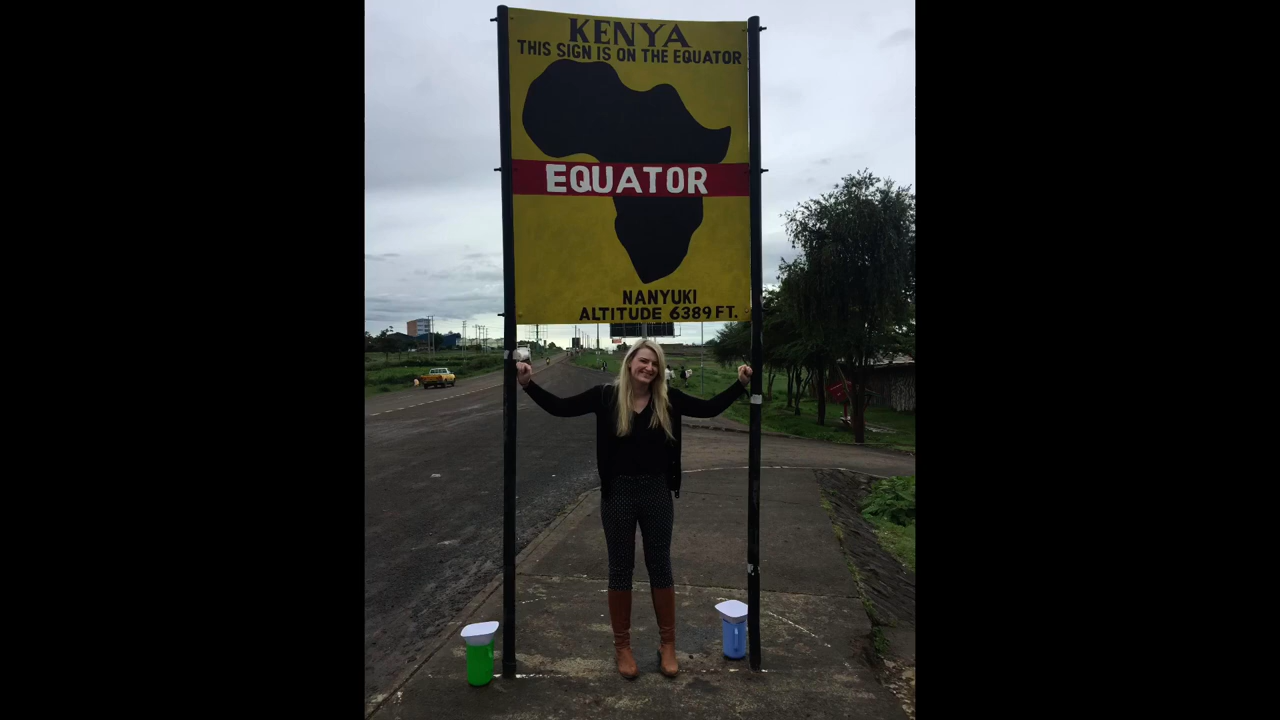 KENYA
THIS SIGN IS ON THE EQUATOR
EQUATOR
NANYUKI
ALTITUDE 6389 FT.